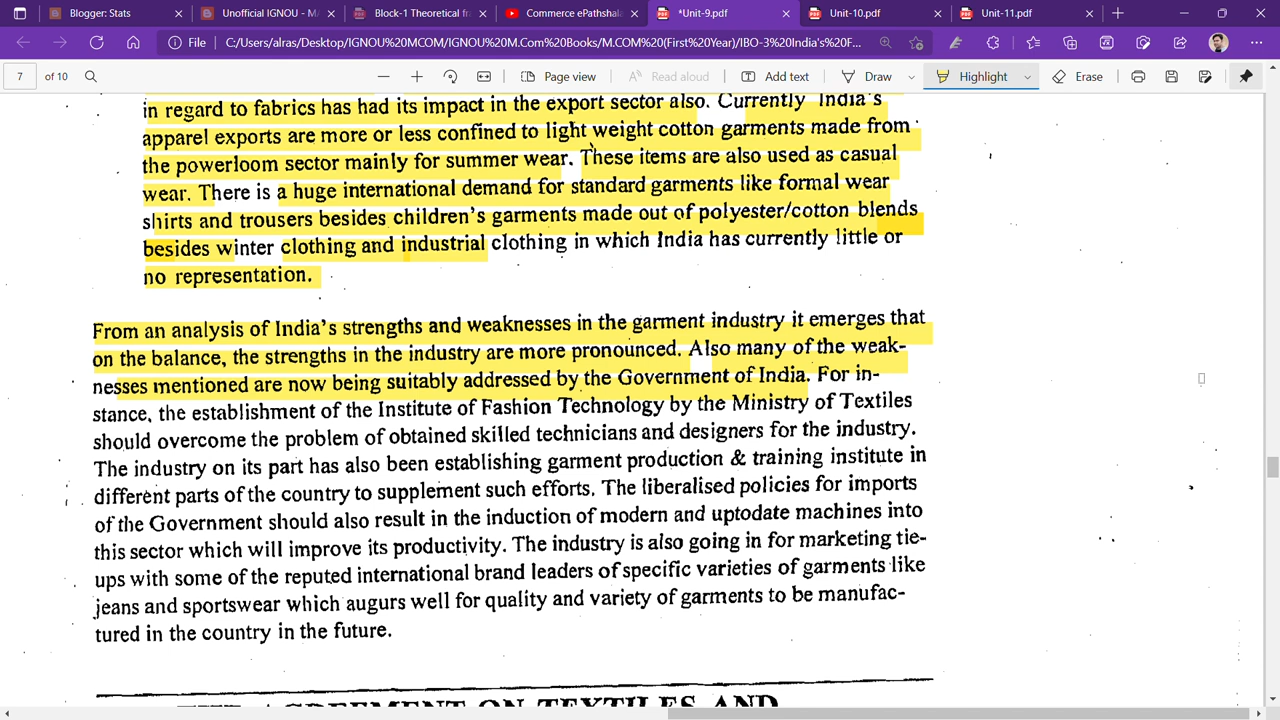 Blogger: Stats
Unofficial IGNOU - MA
Block-1 Theoretical fra
Commerce ePathshala
*Unit-9.pdf
Unit-10.pdf
Unit-11.pdf
File
C:/Users/alras/Desktop/IGNOU%20MCOM/IGNOU%20M.Com%20Books/M.COM%20(First%20Year)/IBO-3%20India's%20F...
7 of 10
Page view
Read aloud
Add text
Draw
Highlight
Erase
in regard to fabrics has had its impact in the export sector also. Currently India's
apparel exports are more or less confined to light weight cotton garments made from
the powerloom sector mainly for summer wear. These items are also used as casual
wear. There is a huge international demand for standard garments like formal wear
shirts and trousers besides children's garments made out of polyester/cotton blends
besides winter clothing and industrial clothing in which India has currently little or
no representation.
From an analysis of India's strengths and weaknesses in the garment industry it emerges that
on the balance, the strengths in the industry are more pronounced. Also many of the weak-
nesses mentioned are now being suitably addressed by the Government of India. For in-
stance, the establishment of the Institute of Fashion Technology by the Ministry of Textiles
should overcome the problem of obtained skilled technicians and designers for the industry.
The industry on its part has also been establishing garment production & training institute in
different parts of the country to supplement such efforts. The liberalised policies for imports
of the Government should also result in the induction of modern and uptodate machines into
this sector which will improve its productivity. The industry is also going in for marketing tie-
ups with some of the reputed international brand leaders of specific varieties of garments like
jeans and sportswear which augurs well for quality and variety of garments to be manufac-
tured in the country in the future.
AGREEMENT ON TEXTILES AND